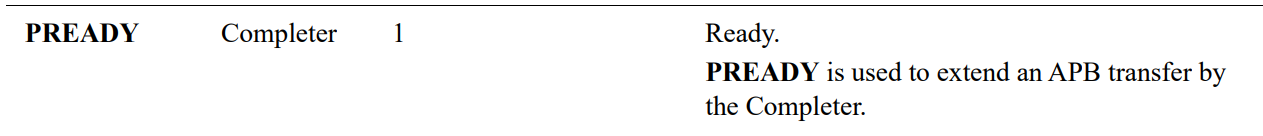 PREADY Completer 1 Ready.
PREADY is used to extend an APB transfer by
the Completer.